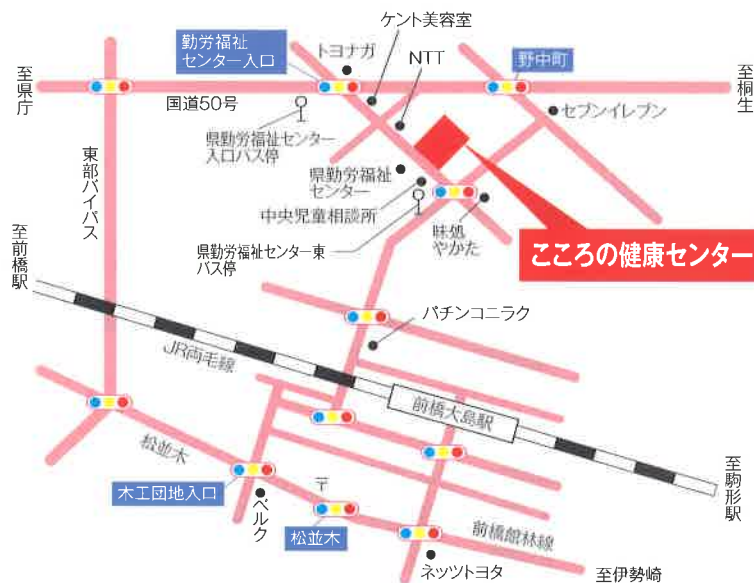 ケント美容室
トヨナガ
勤労福祉
センター入口
NTT
野中町
至県庁
国道50号
至桐生
セブンイレブン
県勤労福祉センター
入口バス停
東部バイパス
県勤労福祉
センター
中央児童相談所
県勤労福祉センター東
バス停
味処
やかた
こころの健康センター
至前橋駅
パチンコニラク
JR両毛線
前橋大島駅
松並木
至駒形駅
木工団地入口
ベルク
〒
松並木
前橋館林線
ネッツトヨタ
至伊勢崎